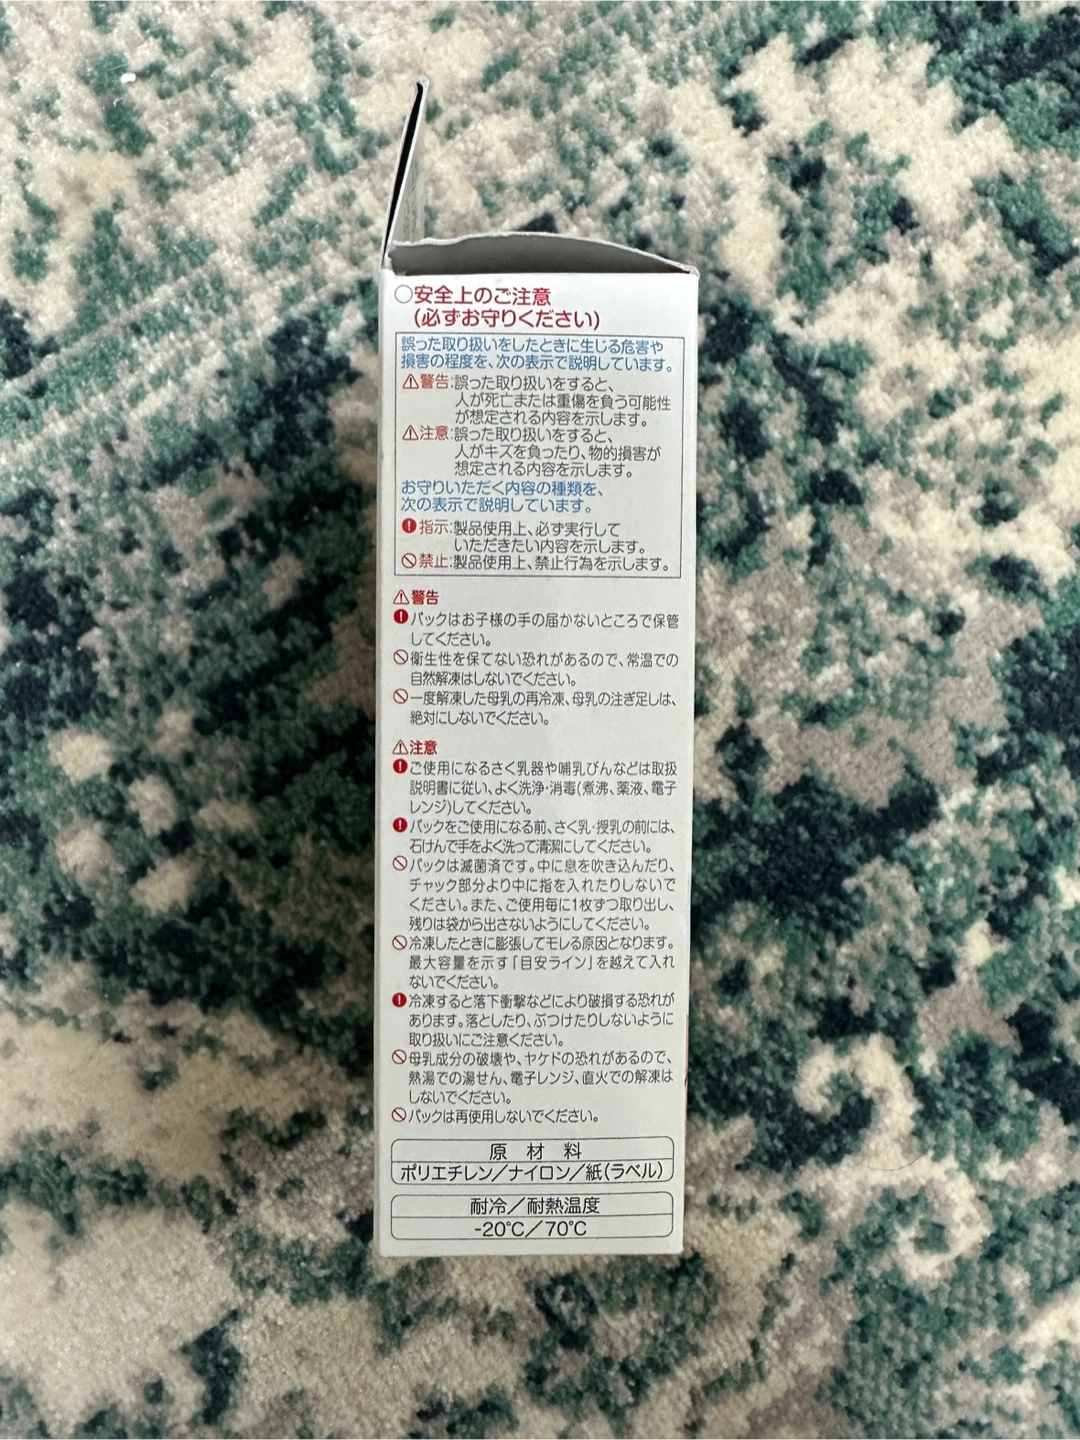 ○安全上のご注意
(必ずお守りください)
誤った取り扱いをしたときに生じる危害や
損害の程度を、次の表示で説明しています。
⚠警告:誤った取り扱いをすると、
人が死亡または重傷を負う可能性
が想定される内容を示します。
⚠注意:誤った取り扱いをすると、
人がキズを負ったり、物的損害が
想定される内容を示します。
お守りいただく内容の種類を、
次の表示で説明しています。
❗指示:製品使用上、必ず実行して
いただきたい内容を示します。
🚫禁止:製品使用上、禁止行為を示します。
⚠警告
❗パックはお子様の手の届かないところで保管
してください。
🚫衛生性を保てない恐れがあるので、常温での
自然解凍はしないでください。
🚫一度解凍した母乳の再冷凍、母乳の注ぎ足しは、
絶対にしないでください。
⚠注意
❗ご使用になるさく乳器や哺乳びんなどは取扱
説明書に従い、よく洗浄・消毒(煮沸、薬液、電子
レンジ)してください。
❗パックをご使用になる前、さく乳・授乳の前には、
石けんで手をよく洗って清潔にしてください。
🚫パックは滅菌済です。中に息を吹き込んだり、
チャック部分より中に指を入れたりしないで
ください。また、ご使用毎に1枚ずつ取り出し、
残りは袋から出さないようにしてください。
🚫冷凍したときに膨張してモレる原因となります。
最大容量を示す「目安ライン」を越えて入れ
ないでください。
❗冷凍すると落下衝撃などにより破損する恐れが
あります。落としたり、ぶつけたりしないように
取り扱いにご注意ください。
🚫母乳成分の破壊や、ヤケドの恐れがあるので、
熱湯での湯せん、電子レンジ、直火での解凍は
しないでください。
🚫パックは再使用しないでください。
原 材 料
ポリエチレン/ナイロン/紙(ラベル)
耐冷/耐熱温度
-20℃/70℃